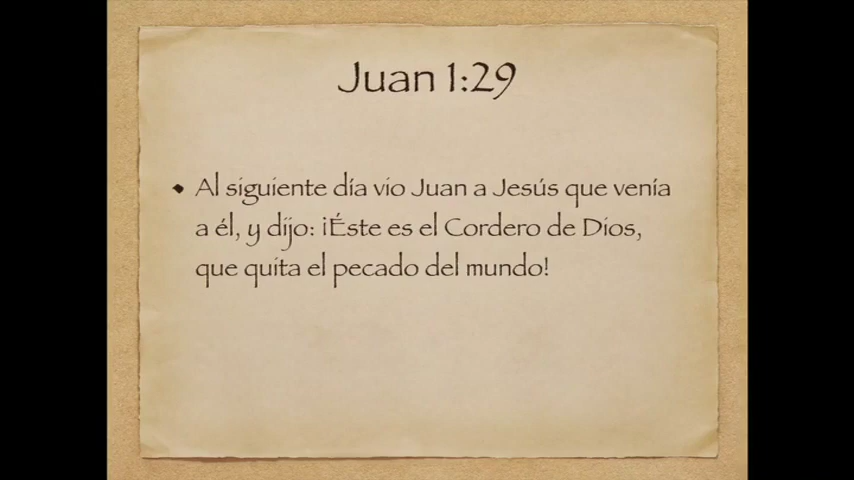 Juan 1:29
• Al siguiente día vio Juan a Jesús que venía
a él, y dijo: ¡Éste es el Cordero de Dios,
que quita el pecado del mundo!